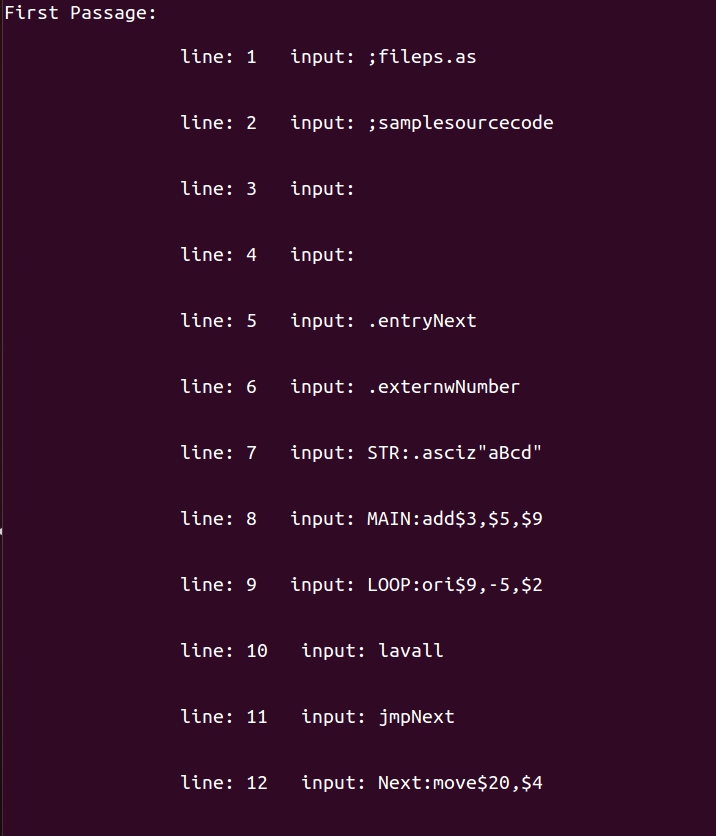 First Passage:
line: 1   input: ;fileps.as
line: 2   input: ;samplesourcecode
line: 3   input:
line: 4   input:
line: 5   input: .entryNext
line: 6   input: .externwNumber
line: 7   input: STR:.asciz"aBcd"
line: 8   input: MAIN:add$3,$5,$9
line: 9   input: LOOP:ori$9,-5,$2
line: 10   input: lavall
line: 11   input: jmpNext
line: 12   input: Next:move$20,$4